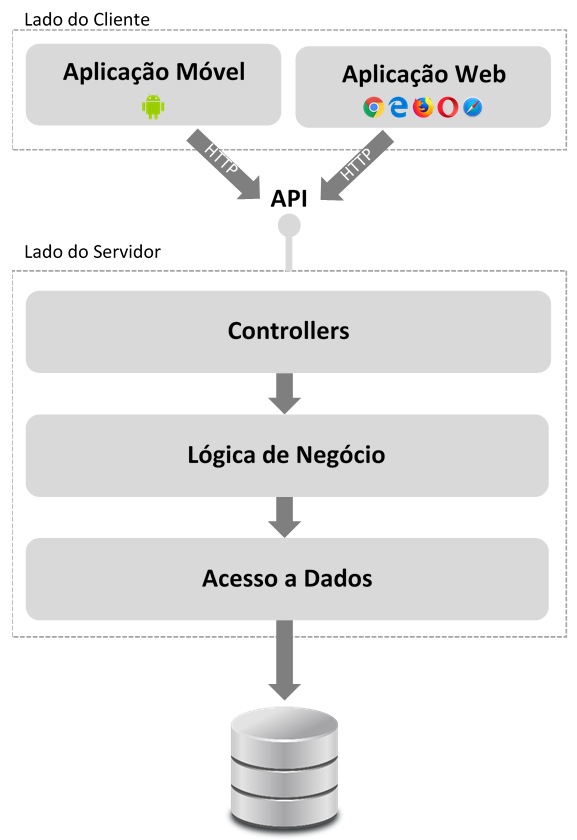 Lado do Cliente
Aplicação Móvel
Aplicação Web
HTTP
HTTP
API
Lado do Servidor
Controllers
Lógica de Negócio
Acesso a Dados